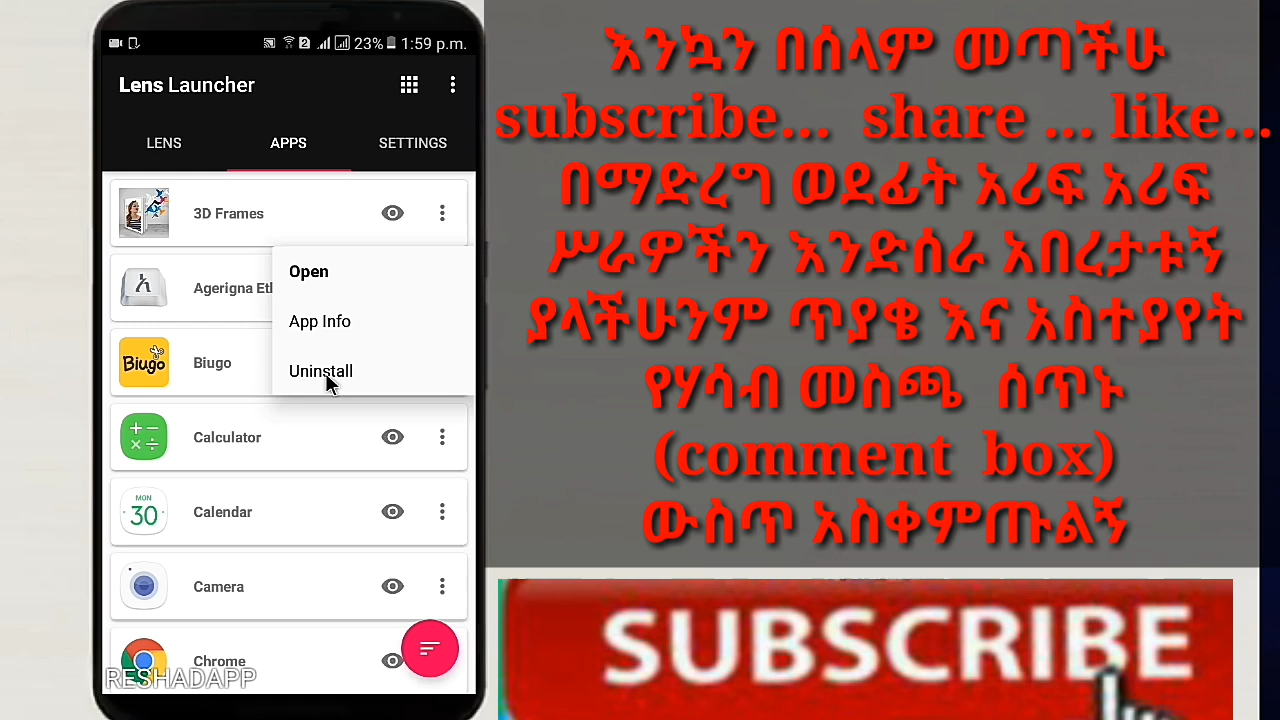 23% 1:59 p.m.
Lens Launcher
LENS APPS SETTINGS
3D Frames
Open
Agerigna Eth
App Info
Biugo
Biugo
Uninstall
Calculator
MON
30
Calendar
Camera
Chrome
RESHADAPP
እንኳን በሰላም መጣችሁ
subscribe... share ... like...
በማድረግ ወደፊት አሪፍ አሪፍ
ሥራዎችን እንድሰራ አበረታቱኝ
ያላችሁንም ጥያቄ እና አስተያየት
የሃሳብ መስጫ ሰጥኑ
(comment box)
ውስጥ አስቀምጡልኝ
SUBSCRIBE